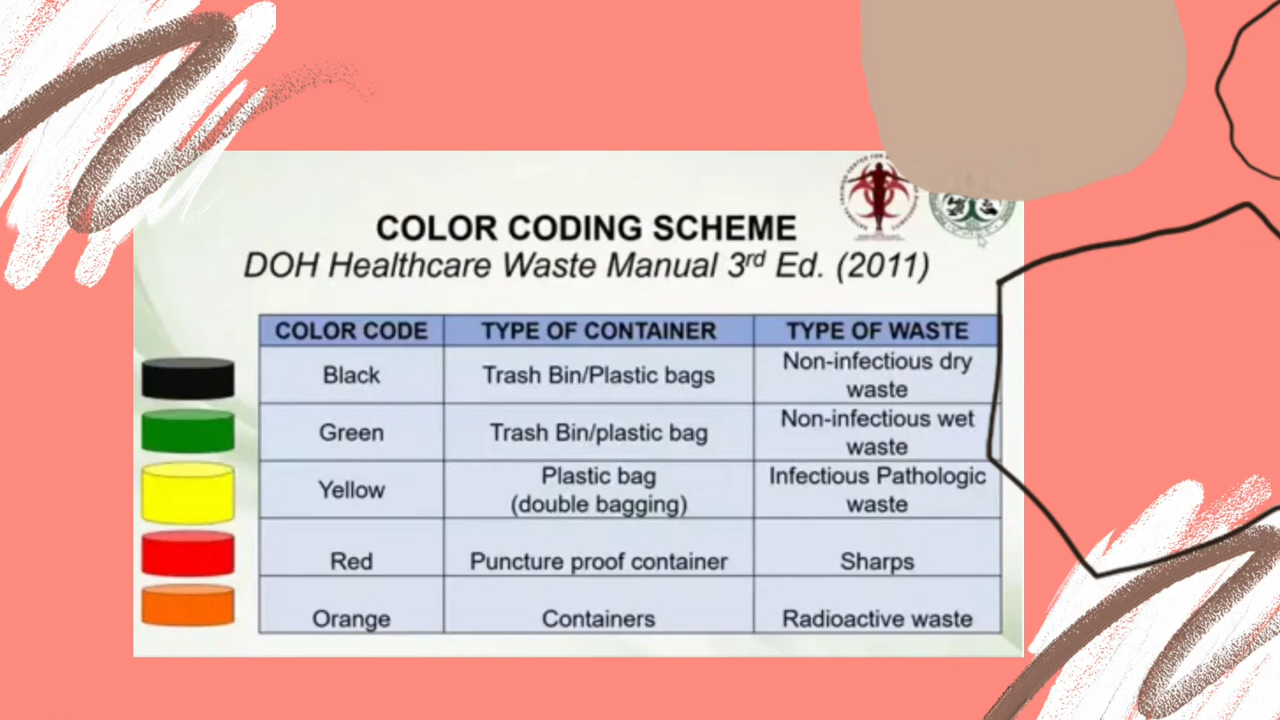 COLOR CODING SCHEME
DOH Healthcare Waste Manual 3rd Ed. (2011)
COLOR CODE TYPE OF CONTAINER TYPE OF WASTE
Black Trash Bin/Plastic bags Non-infectious dry
waste
Green Trash Bin/plastic bag Non-infectious wet
waste
Yellow Plastic bag
(double bagging) Infectious Pathologic
waste
Red Puncture proof container Sharps
Orange Containers Radioactive waste